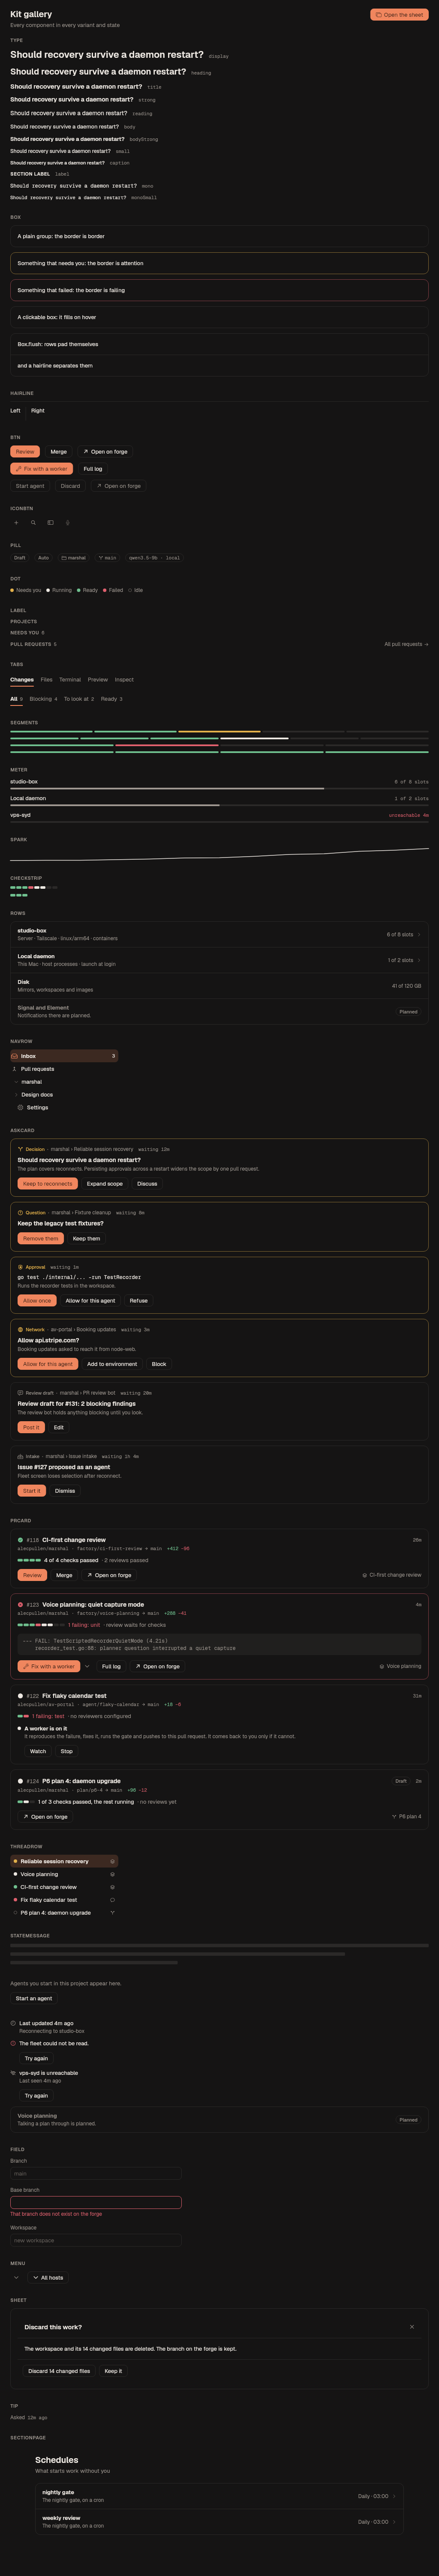 Kit gallery
Every component in every variant and state
Open the sheet
TYPE
Should recovery survive a daemon restart? display
Should recovery survive a daemon restart? heading
Should recovery survive a daemon restart? title
Should recovery survive a daemon restart? strong
Should recovery survive a daemon restart? reading
Should recovery survive a daemon restart? body
Should recovery survive a daemon restart? bodyStrong
Should recovery survive a daemon restart? small
Should recovery survive a daemon restart? caption
SECTION LABEL label
Should recovery survive a daemon restart? mono
Should recovery survive a daemon restart? monoSmall
BOX
A plain group: the border is border
Something that needs you: the border is attention
Something that failed: the border is failing
A clickable box: it fills on hover
Box.flush: rows pad themselves
and a hairline separates them
HAIRLINE
Left Right
BTN
Review Merge Open on forge
Fix with a worker Full log
Start agent Discard Open on forge
ICONBTN
PILL
Draft Auto marshal main qwen3.5-9b · local
DOT
Needs you Running Ready Failed Idle
LABEL
PROJECTS
NEEDS YOU 6
PULL REQUESTS 5 All pull requests →
TABS
Changes Files Terminal Preview Inspect
All 9 Blocking 4 To look at 2 Ready 3
SEGMENTS
METER
studio-box 6 of 8 slots
Local daemon 1 of 2 slots
vps-syd unreachable 4m
SPARK
CHECKSTRIP
ROWS
studio-box
Server · Tailscale · linux/arm64 · containers
6 of 8 slots
Local daemon
This Mac · host processes · launch at login
1 of 2 slots
Disk
Mirrors, workspaces and images
41 of 120 GB
Signal and Element
Notifications there are planned.
Planned
NAVROW
Inbox 3
Pull requests
marshal
Design docs
Settings
ASKCARD
Decision · marshal › Reliable session recovery waiting 12m
Should recovery survive a daemon restart?
The plan covers reconnects. Persisting approvals across a restart widens the scope by one pull request.
Keep to reconnects Expand scope Discuss
Question · marshal › Fixture cleanup waiting 8m
Keep the legacy test fixtures?
Remove them Keep them
Approval waiting 1m
go test ./internal/... -run TestRecorder
Runs the recorder tests in the workspace.
Allow once Allow for this agent Refuse
Network · av-portal › Booking updates waiting 3m
Allow api.stripe.com?
Booking updates asked to reach it from node-web.
Allow for this agent Add to environment Block
Review draft · marshal › PR review bot waiting 20m
Review draft for #131: 2 blocking findings
The review bot holds anything blocking until you look.
Post it Edit
Intake · marshal › Issue intake waiting 1h 4m
Issue #127 proposed as an agent
Fleet screen loses selection after reconnect.
Start it Dismiss
PRCARD
#118 CI-first change review 26m
alecpullen/marshal · factory/ci-first-review → main +412 -96
4 of 4 checks passed · 2 reviews passed
Review Merge Open on forge CI-first change review
#123 Voice planning: quiet capture mode 4m
alecpullen/marshal · factory/voice-planning → main +288 -41
1 failing: unit · review waits for checks
--- FAIL: TestScriptedRecorderQuietMode (4.21s)
recorder_test.go:88: planner question interrupted a quiet capture
Fix with a worker Full log Open on forge Voice planning
#122 Fix flaky calendar test 31m
alecpullen/av-portal · agent/flaky-calendar → main +18 -6
1 failing: test · no reviewers configured
A worker is on it
It reproduces the failure, fixes it, runs the gate and pushes to this pull request. It comes back to you only if it cannot.
Watch Stop
#124 P6 plan 4: daemon upgrade Draft 2m
alecpullen/marshal · plan/p6-4 → main +96 -12
1 of 3 checks passed, the rest running · no reviews yet
Open on forge P6 plan 4
THREADROW
Reliable session recovery
Voice planning
CI-first change review
Fix flaky calendar test
P6 plan 4: daemon upgrade
STATEMESSAGE
Agents you start in this project appear here.
Start an agent
Last updated 4m ago
Reconnecting to studio-box
The fleet could not be read.
Try again
vps-syd is unreachable
Last seen 4m ago
Try again
Voice planning
Talking a plan through is planned.
Planned
FIELD
Branch
main
Base branch
That branch does not exist on the forge
Workspace
new workspace
MENU
All hosts
SHEET
Discard this work?
The workspace and its 14 changed files are deleted. The branch on the forge is kept.
Discard 14 changed files Keep it
TIP
Asked 12m ago
SECTIONPAGE
Schedules
What starts work without you
nightly gate
The nightly gate, on a cron
Daily · 03:00
weekly review
The nightly gate, on a cron
Daily · 03:00